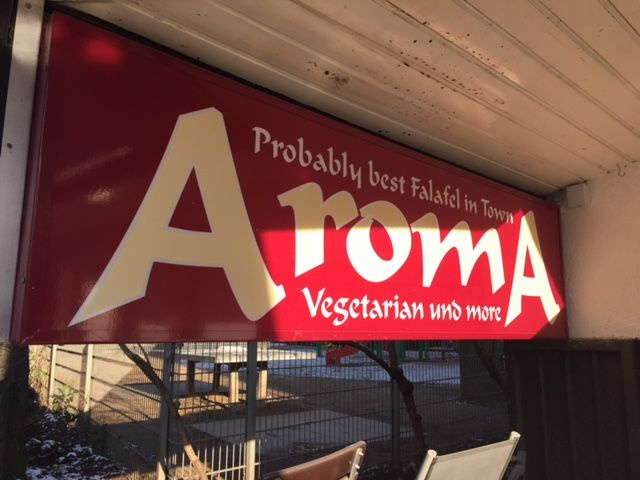 Probably best Falafel in Town
AromA
Vegetarian und more